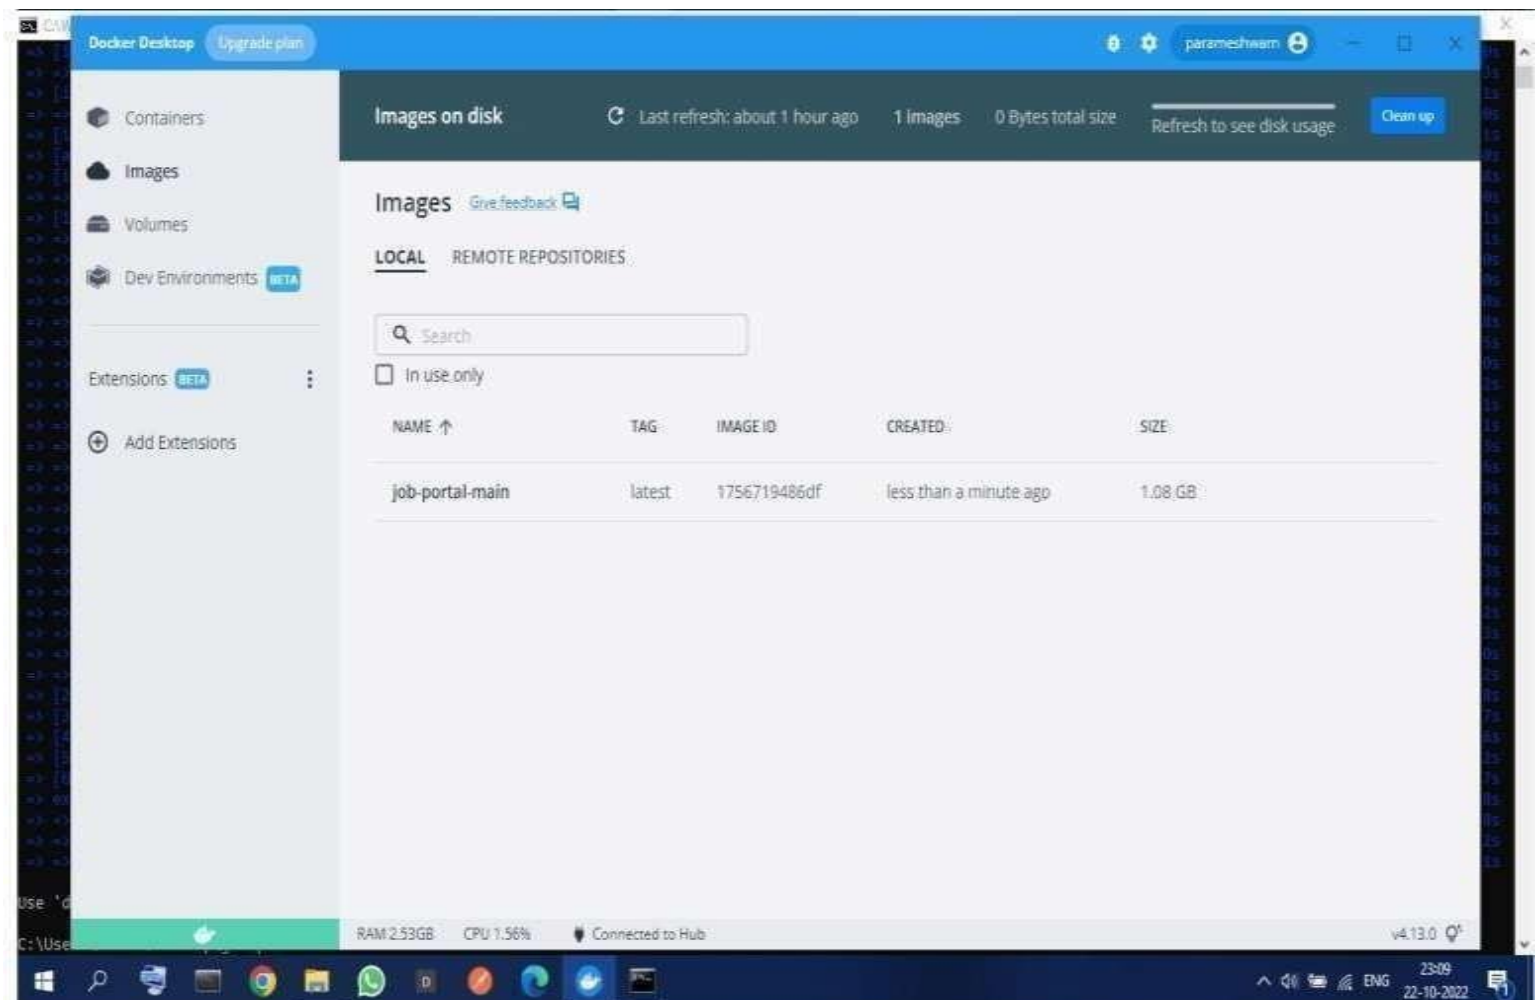 Docker Desktop Upgrade plan parameshwarn
Containers
Images
Volumes
Dev Environments BETA
Extensions BETA
Add Extensions
Images on disk Last refresh: about 1 hour ago 1 images 0 Bytes total size Refresh to see disk usage Clean up
Images Give feedback
LOCAL REMOTE REPOSITORIES
Search
In use only
NAME TAG IMAGE ID CREATED SIZE
job-portal-main latest 1756719486df less than a minute ago 1.08 GB
Use 'd
C:\Use
RAM 2.53GB CPU 1.56% Connected to Hub v4.13.0
ENG 23:09
22-10-2022